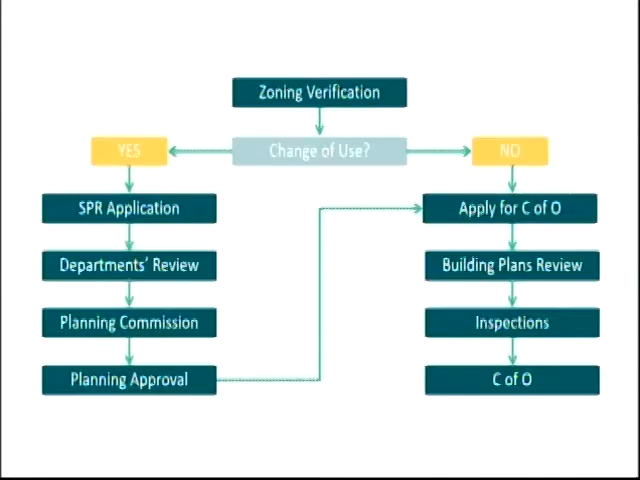 Zoning Verification
YES
Change of Use?
NO
SPR Application
Apply for C of O
Departments' Review
Building Plans Review
Planning Commission
Inspections
Planning Approval
C of O